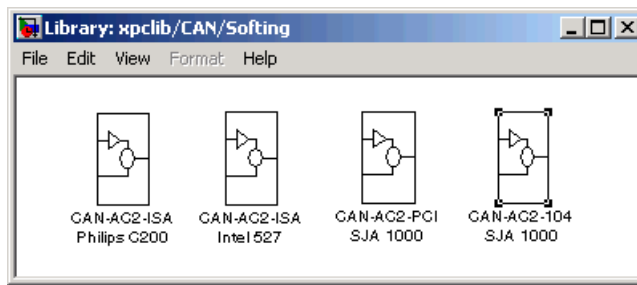 Library: xpclib/CAN/Softing
File Edit View Format Help
CAN-AC2-ISA CAN-AC2-ISA CAN-AC2-PCI CAN-AC2-104
Philips C200 Intel 527 SJA 1000 SJA 1000